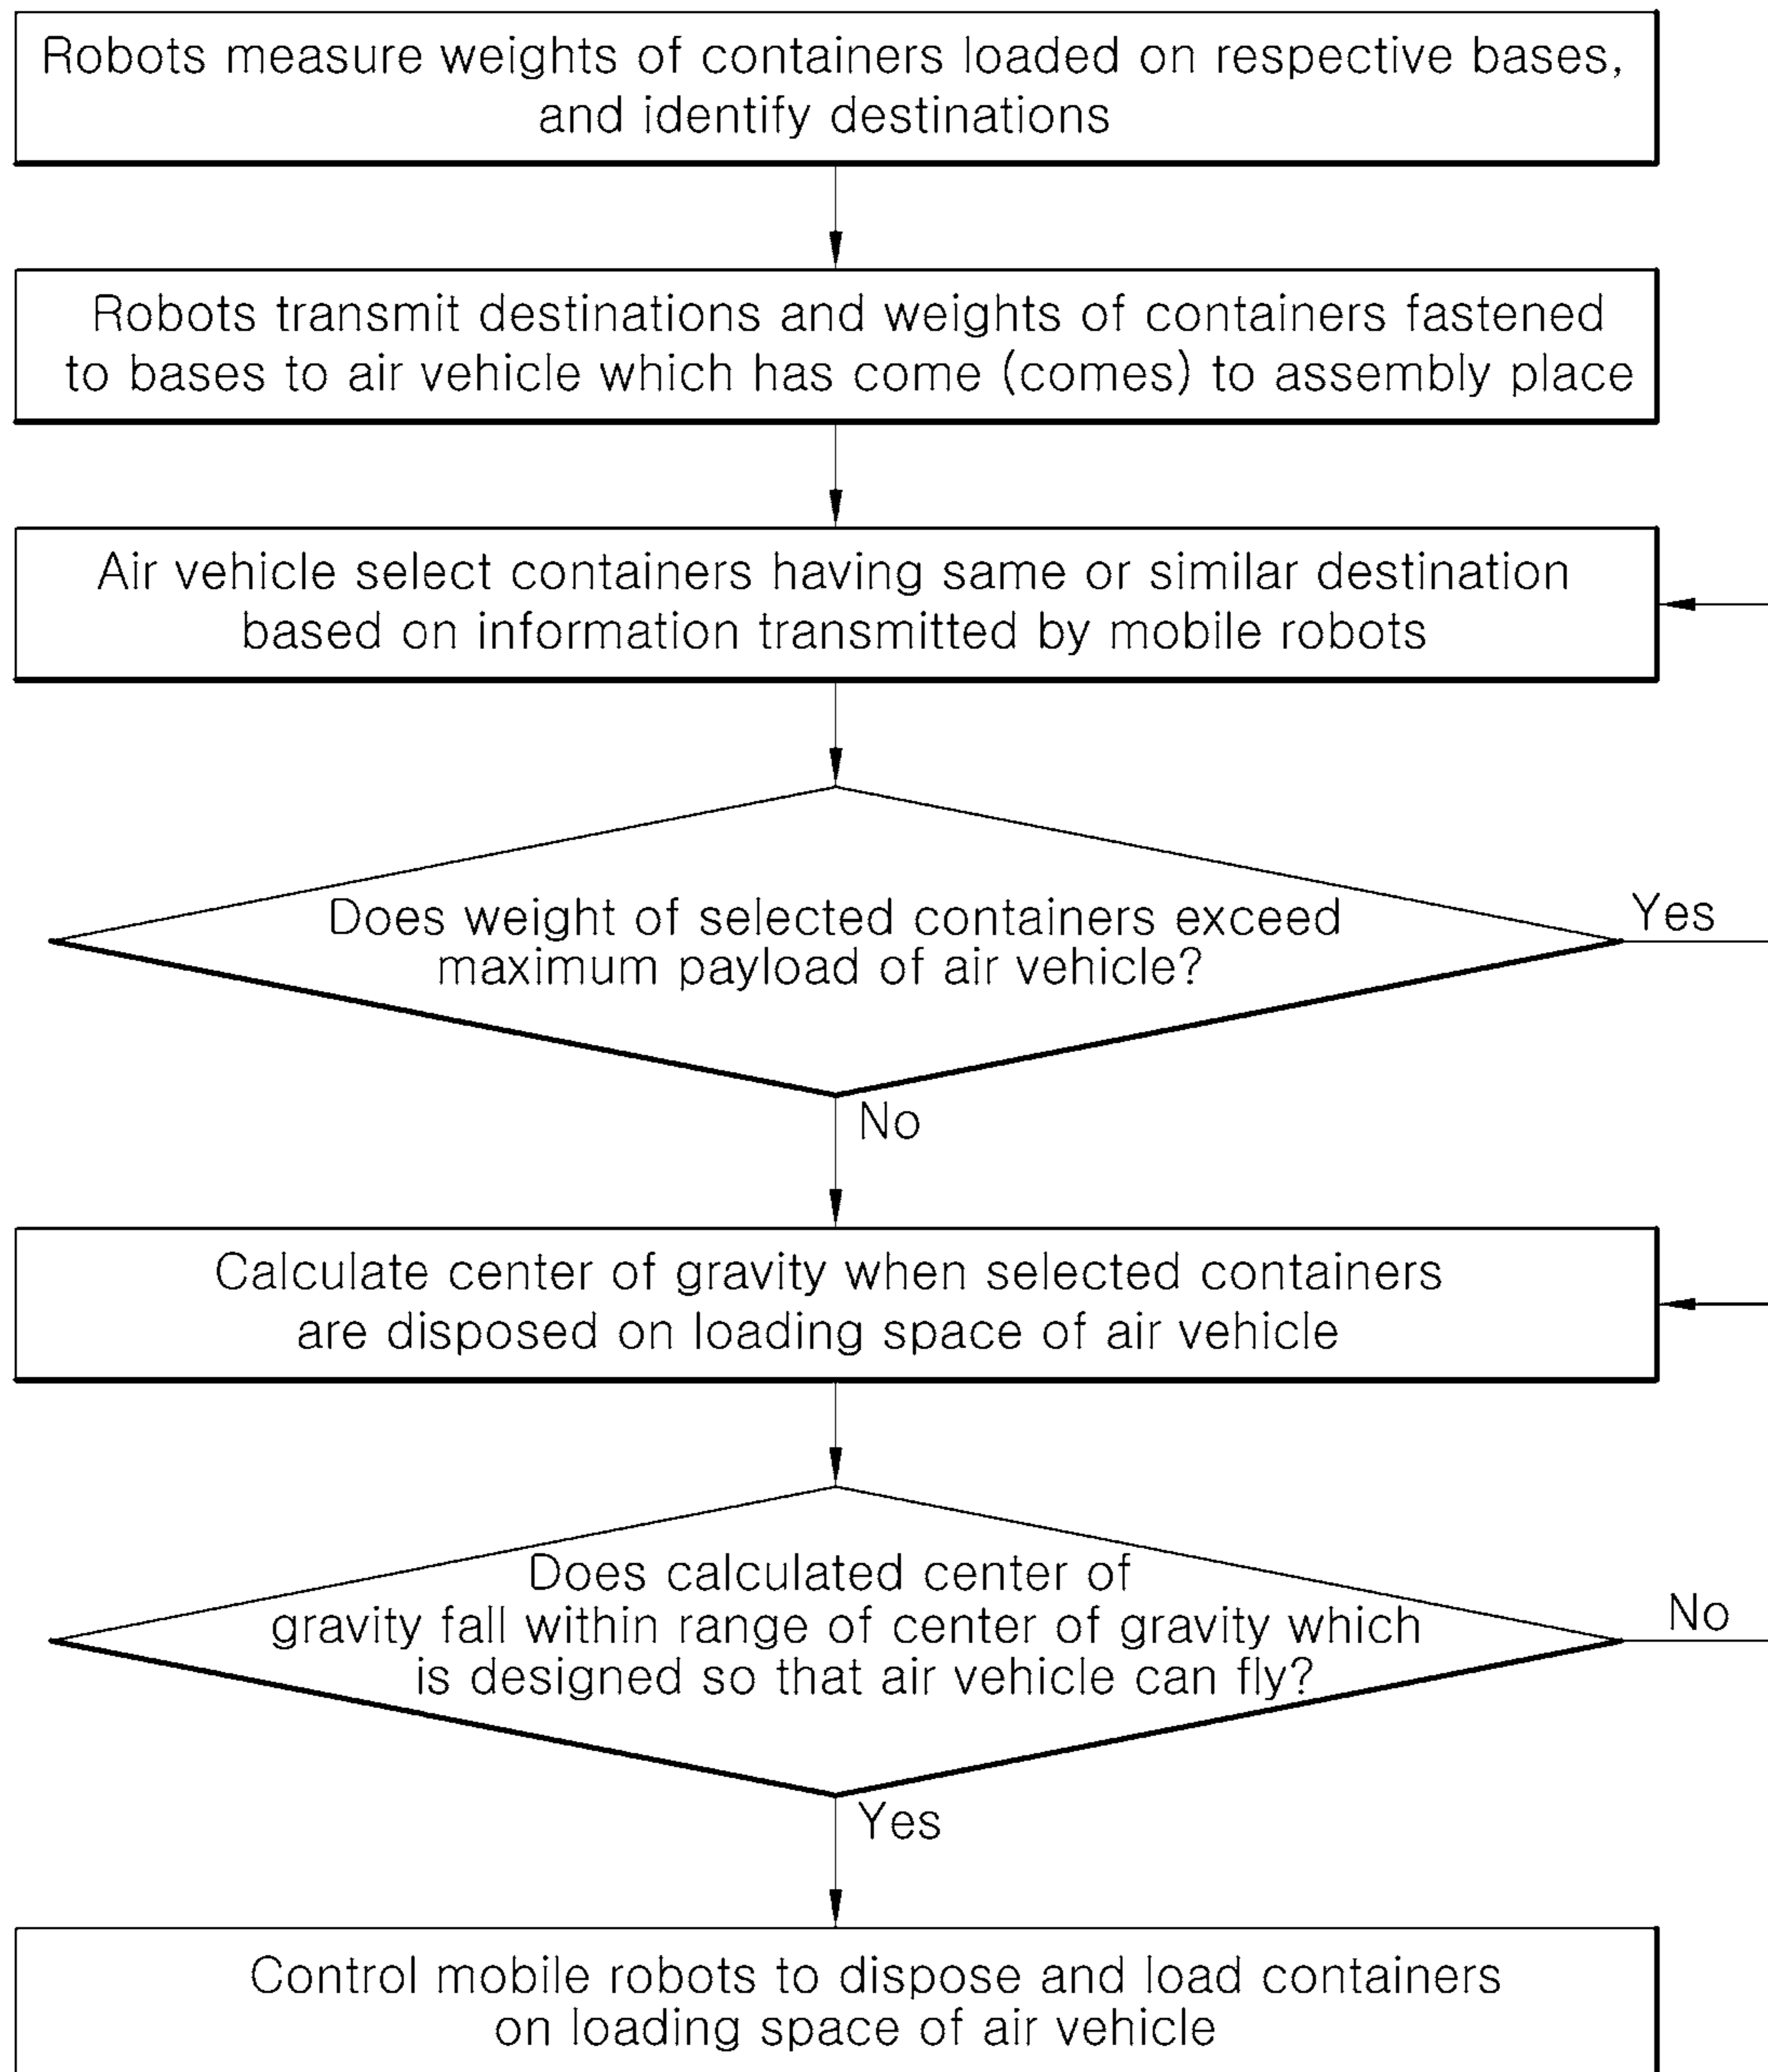 Robots measure weights of containers loaded on respective bases,
and identify destinations
Robots transmit destinations and weights of containers fastened
to bases to air vehicle which has come (comes) to assembly place
Air vehicle select containers having same or similar destination
based on information transmitted by mobile robots
Does weight of selected containers exceed
maximum payload of air vehicle?
Yes
No
Calculate center of gravity when selected containers
are disposed on loading space of air vehicle
Does calculated center of
gravity fall within range of center of gravity which
is designed so that air vehicle can fly?
No
Yes
Control mobile robots to dispose and load containers
on loading space of air vehicle